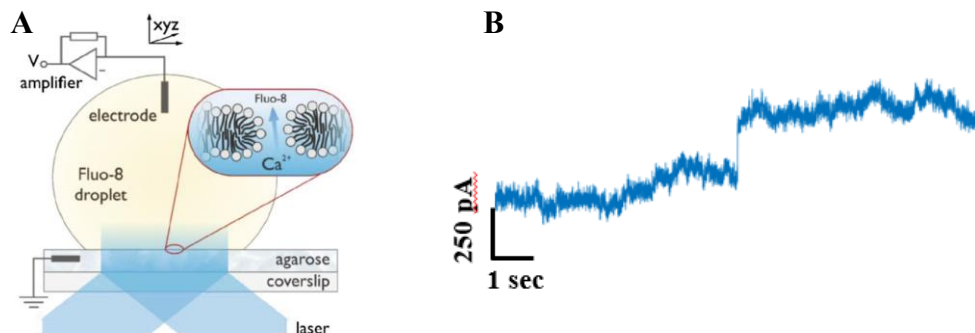 A
xyz
V
amplifier
electrode
Fluo-8
Ca2+
Fluo-8
droplet
agarose
coverslip
laser
B
250 pA
1 sec